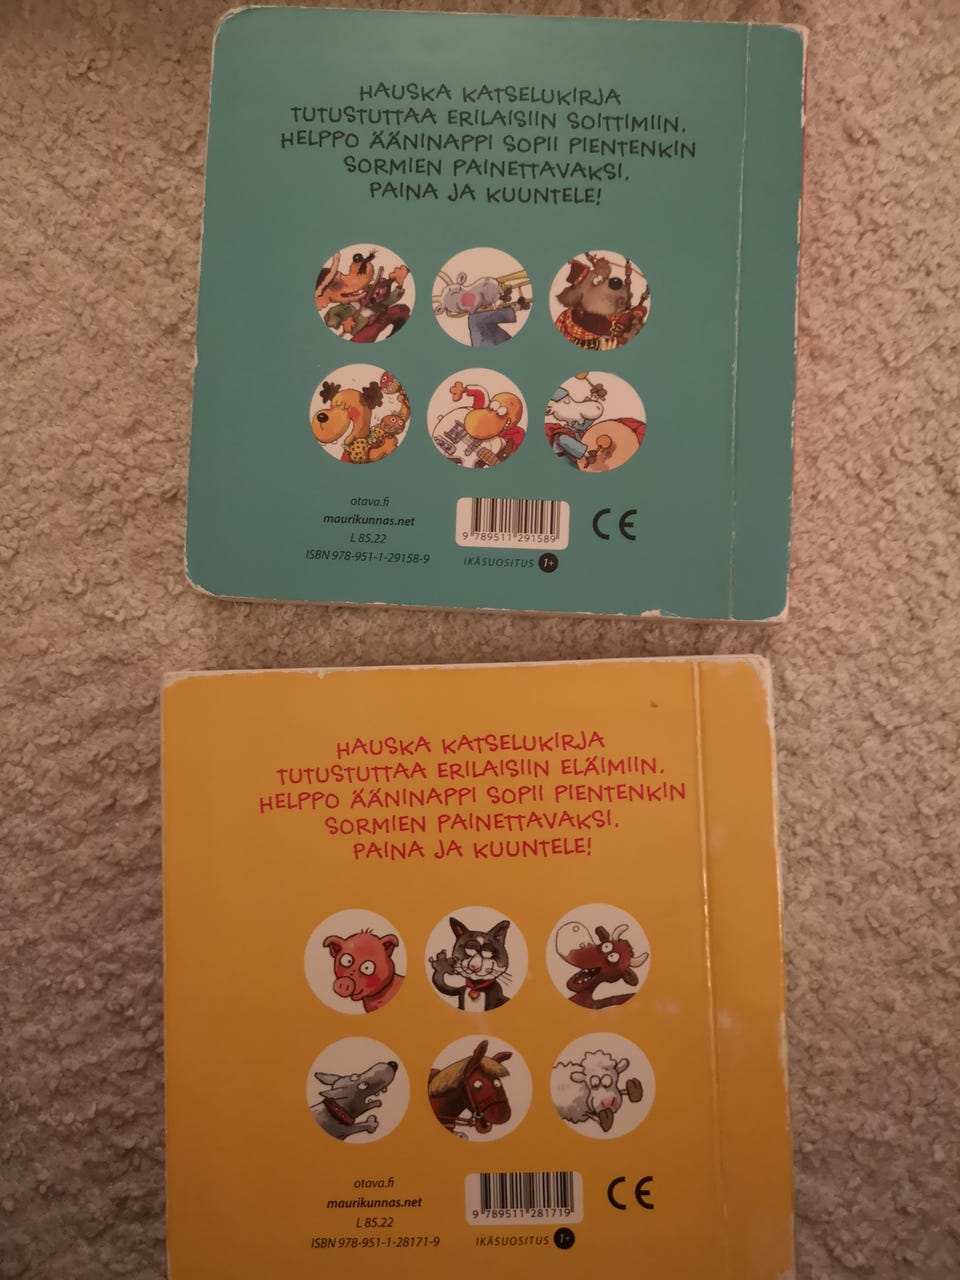 HAUSKA KATSELUKIRJA
TUTUSTUTTAA ERILAISIIN SOITTIMIIN.
HELPPO ÄÄNINAPPI SOPII PIENTENKIN
SORMIEN PAINETTAVAKSI.
PAINA JA KUUNTELE!
otava.fi
maurikunnas.net
L 85.22
ISBN 978-951-1-29158-9
9 789511 291589
IKÄSUOSITUS 1+
CE
HAUSKA KATSELUKIRJA
TUTUSTUTTAA ERILAISIIN ELÄIMIIN.
HELPPO ÄÄNINAPPI SOPII PIENTENKIN
SORMIEN PAINETTAVAKSI.
PAINA JA KUUNTELE!
otava.fi
maurikunnas.net
L 85.22
ISBN 978-951-1-28171-9
9 789511 281719
IKÄSUOSITUS 1+
CE